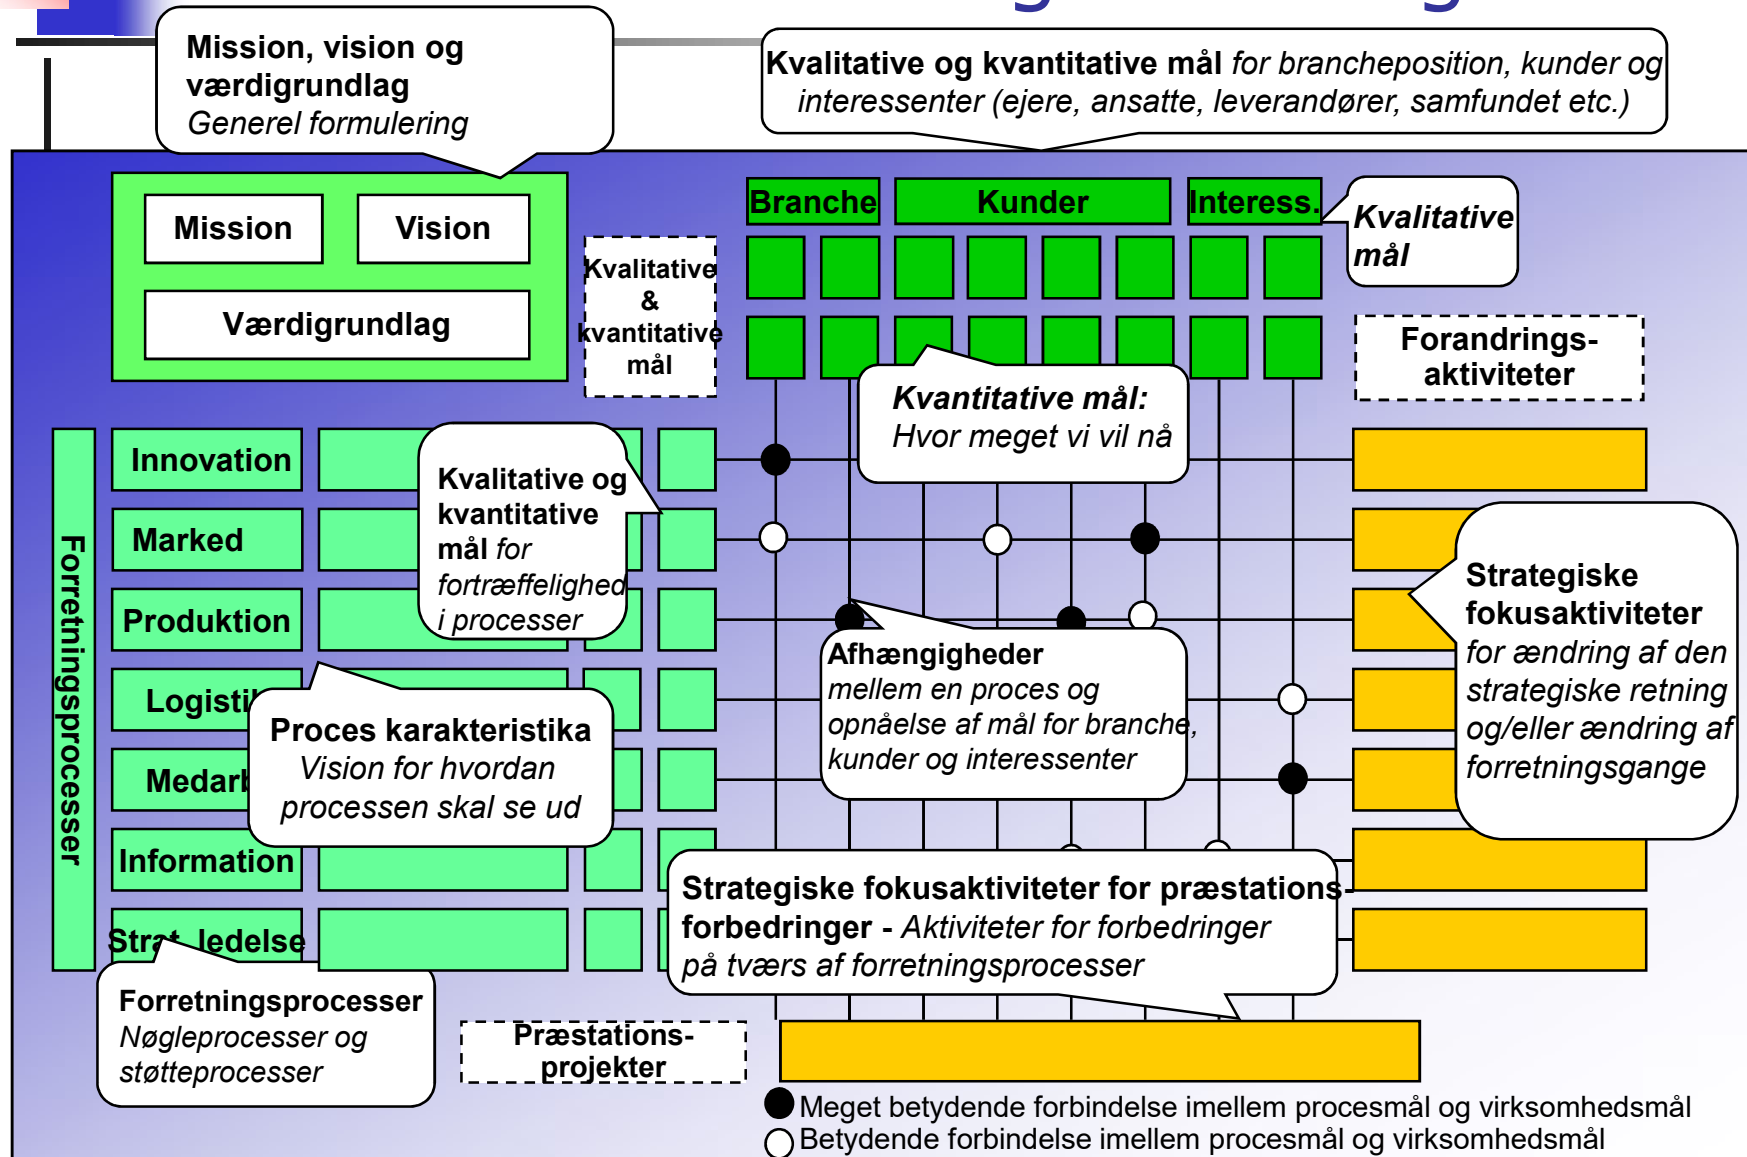 Mission, vision og
værdigrundlag
Generel formulering
Kvalitative og kvantitative mål for brancheposition, kunder og
interessenter (ejere, ansatte, leverandører, samfundet etc.)
Mission
Vision
Værdigrundlag
Kvalitative
&
kvantitative
mål
Branche
Kunder
Interess.
Kvalitative
mål
Forandrings-
aktiviteter
Kvantitative mål:
Hvor meget vi vil nå
Forretningsprocesser
Innovation
Marked
Produktion
Information
Strat. ledelse
Kvalitative og
kvantitative
mål for
fortræffelighed
i processer
Proces karakteristika
Vision for hvordan
processen skal se ud
Afhængigheder
mellem en proces og
opnåelse af mål for branche,
kunder og interessenter
Strategiske
fokusaktiviteter
for ændring af den
strategiske retning
og/eller ændring af
forretningsgange
Strategiske fokusaktiviteter for præstations-
forbedringer - Aktiviteter for forbedringer
på tværs af forretningsprocesser
Forretningsprocesser
Nøgleprocesser og
støtteprocesser
Præstations-
projekter
Meget betydende forbindelse imellem procesmål og virksomhedsmål
Betydende forbindelse imellem procesmål og virksomhedsmål